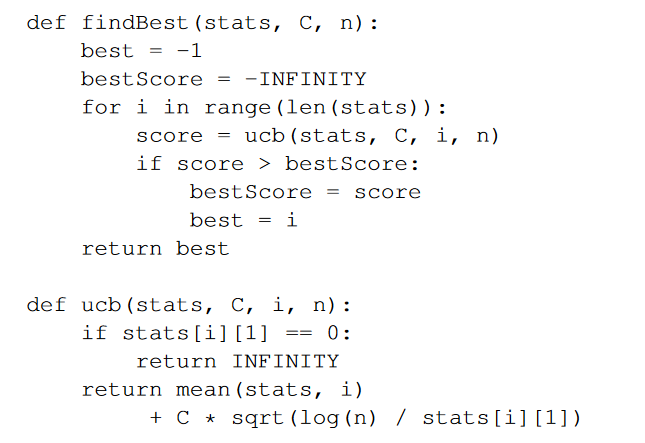 def findBest(stats, C, n):
    best = -1
    bestScore = -INFINITY
    for i in range(len(stats)):
        score = ucb(stats, C, i, n)
        if score > bestScore:
            bestScore = score
            best = i
    return best

def ucb(stats, C, i, n):
    if stats[i][1] == 0:
        return INFINITY
    return mean(stats, i)
         + C * sqrt(log(n) / stats[i][1])